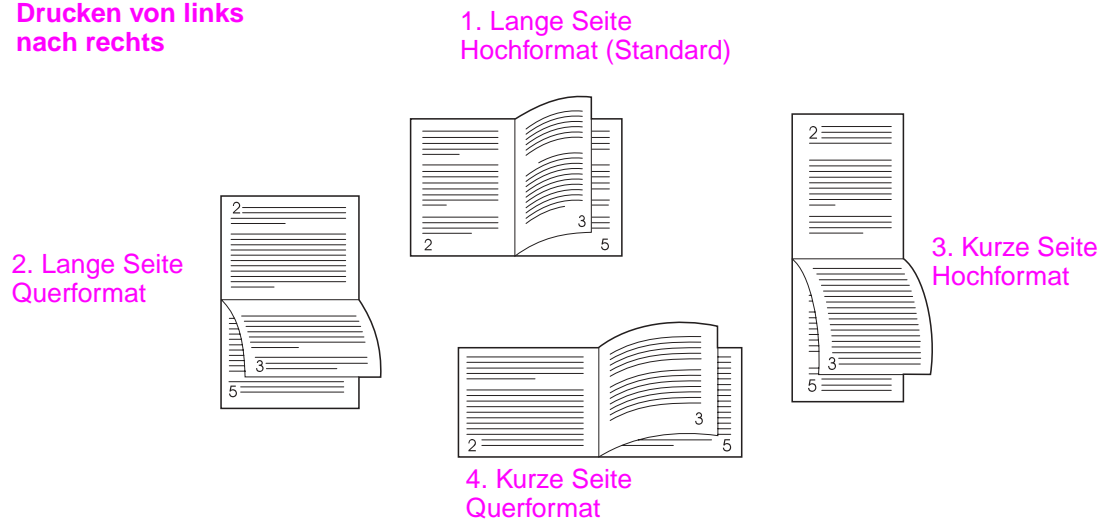 Drucken von links
nach rechts
1. Lange Seite
Hochformat (Standard)
2
3
5
2. Lange Seite
Querformat
2
3
5
3. Kurze Seite
Hochformat
2
3
5
2
3
5
4. Kurze Seite
Querformat